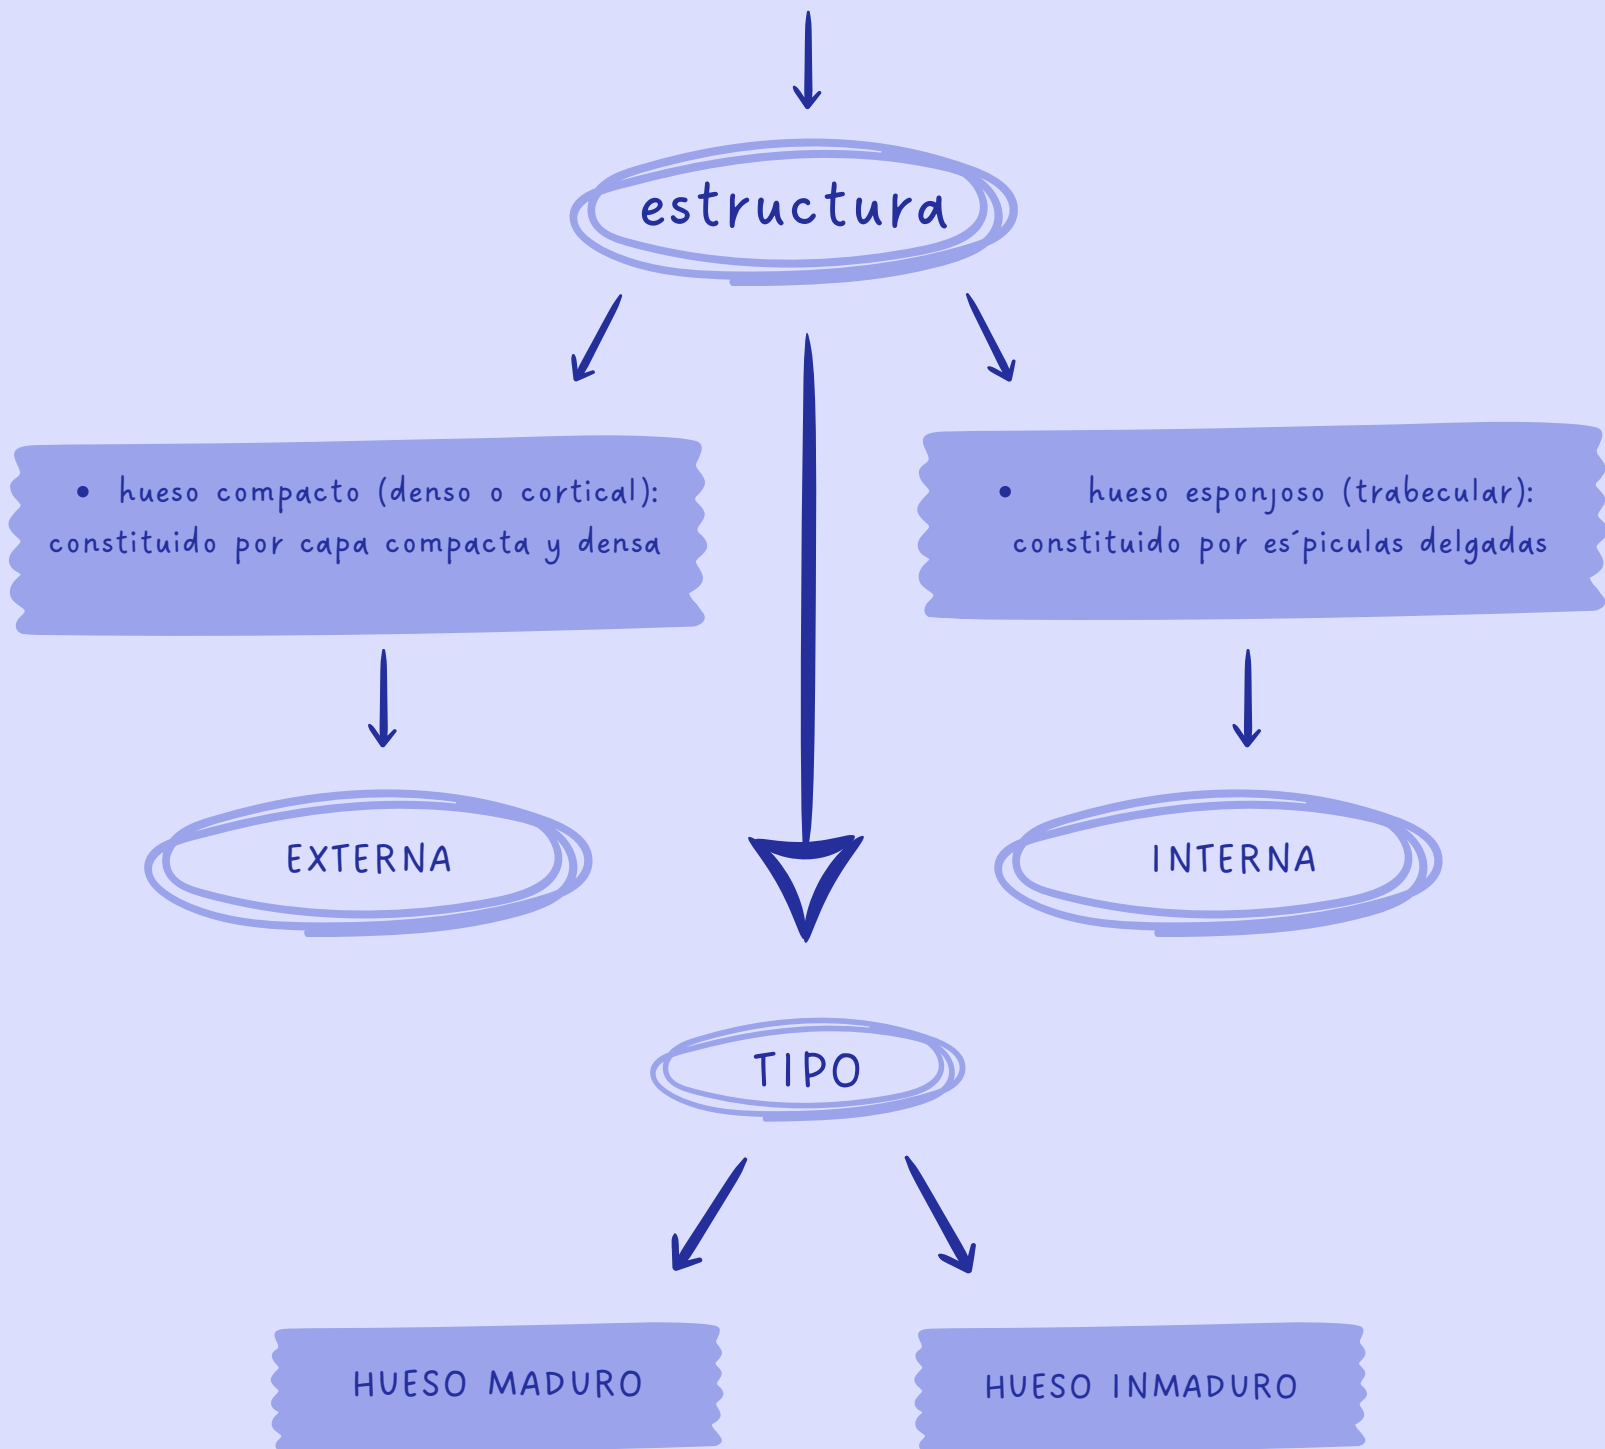 estructura
• hueso compacto (denso o cortical):
constituido por capa compacta y densa
• hueso esponjoso (trabecular):
constituido por es´piculas delgadas
EXTERNA
INTERNA
TIPO
HUESO MADURO
HUESO INMADURO